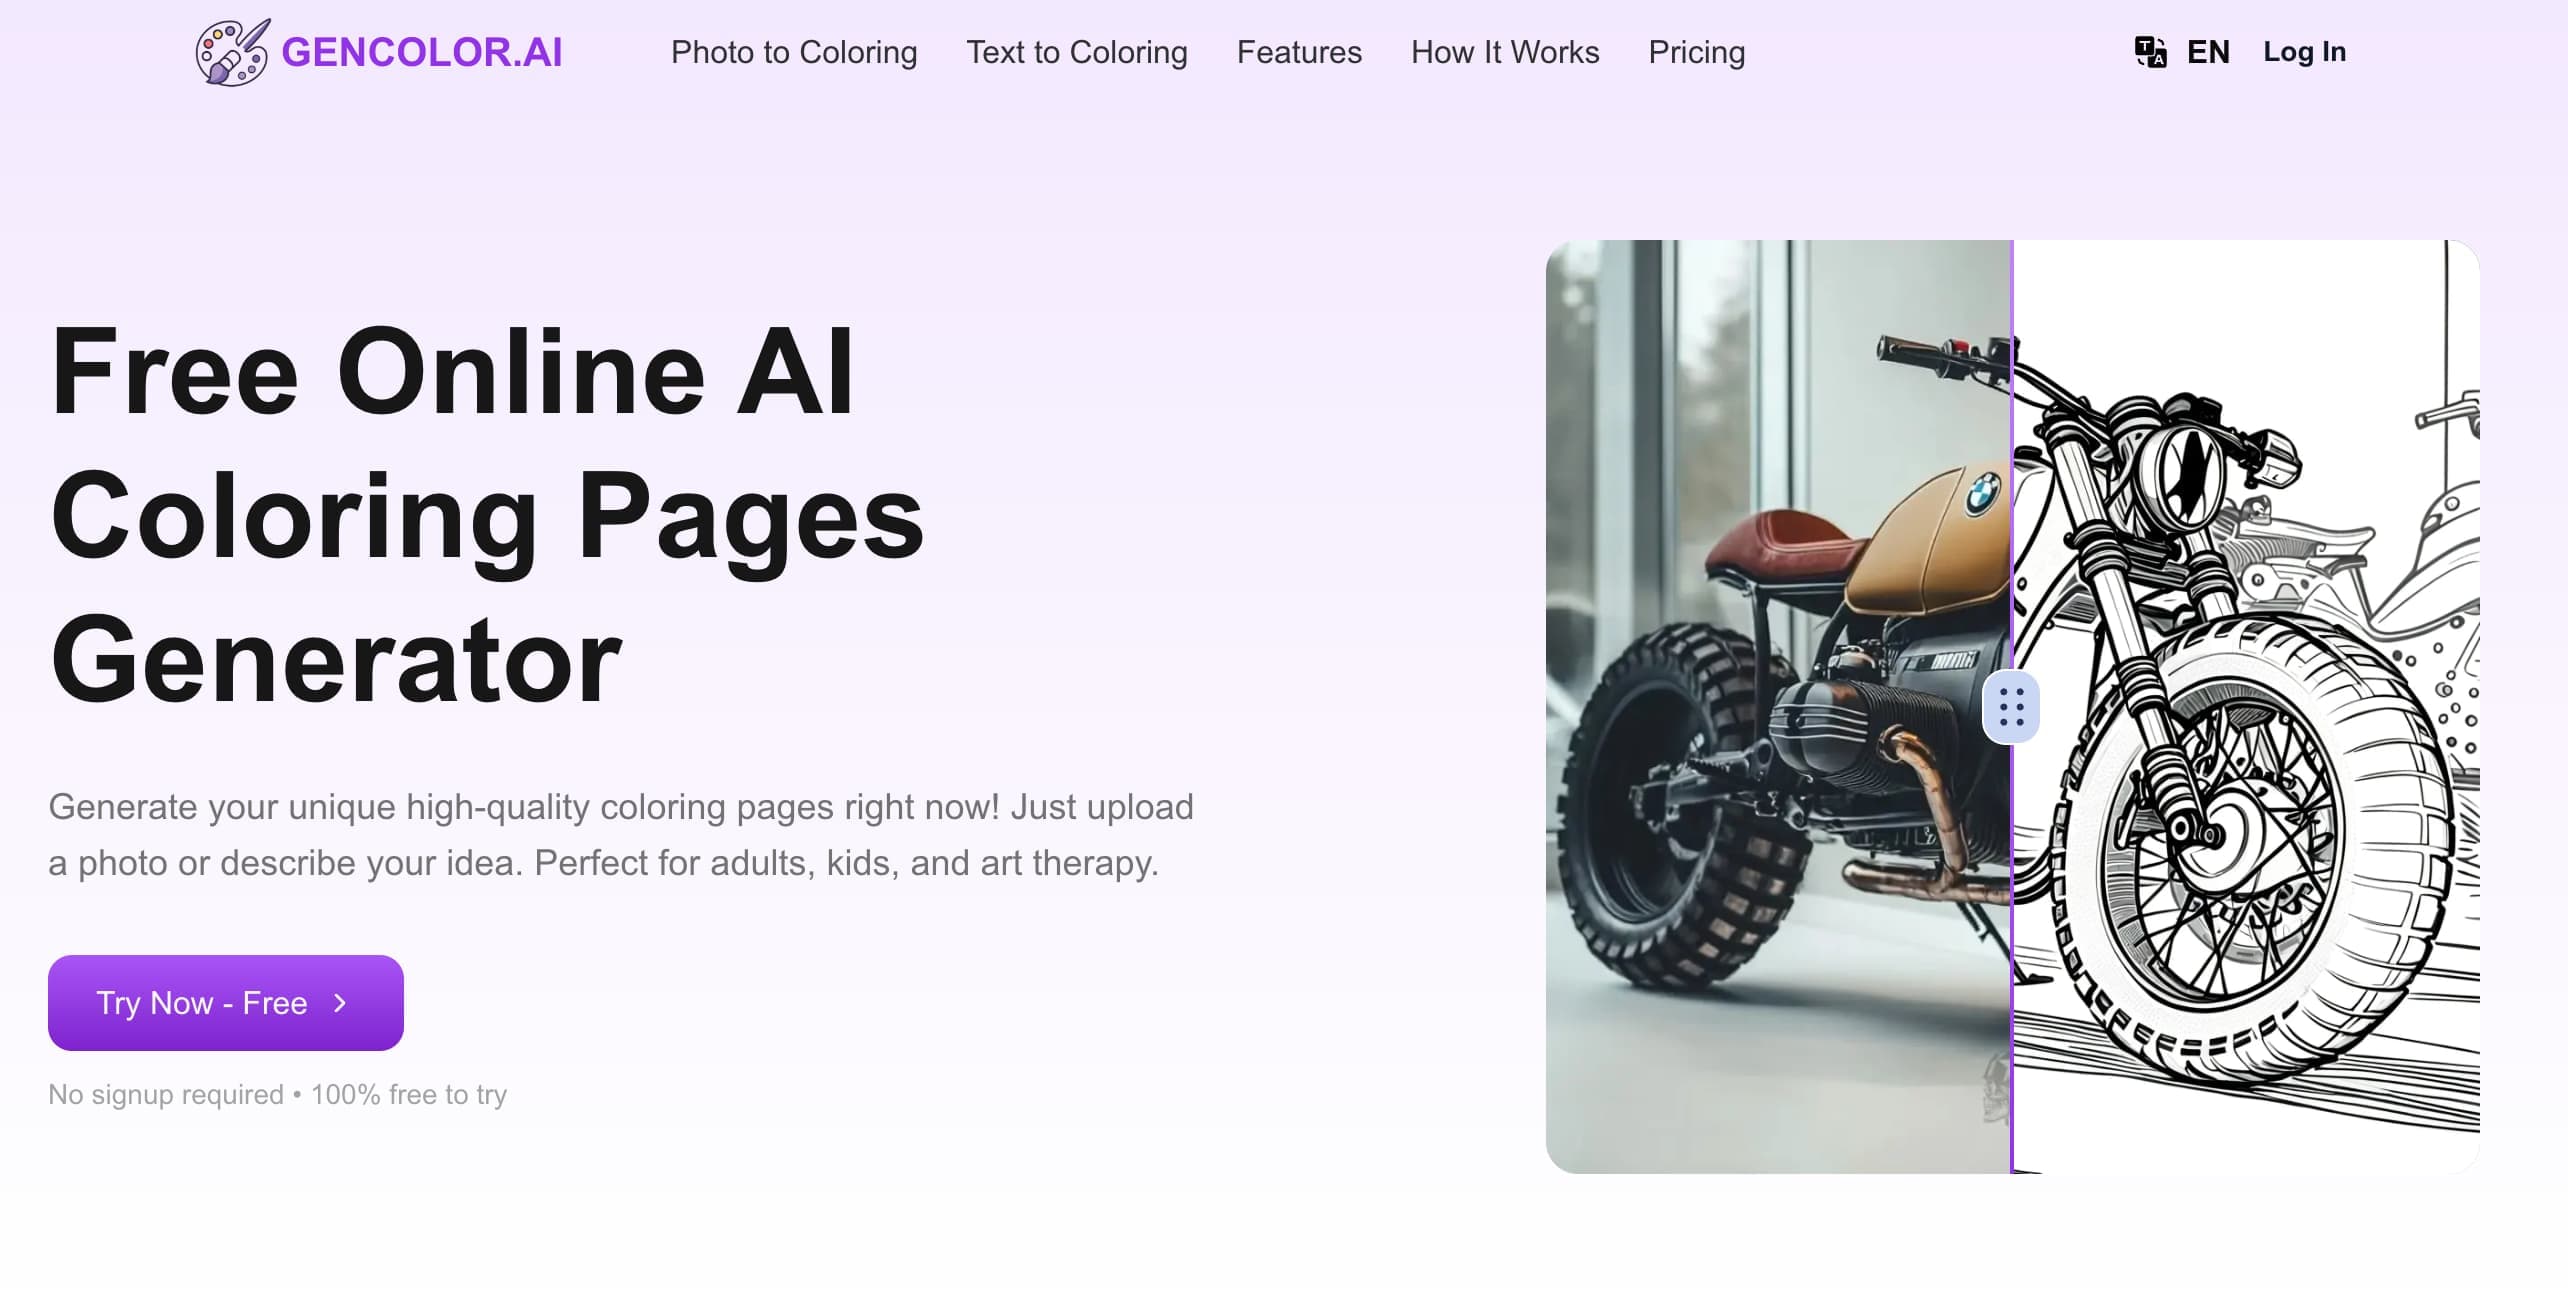 GENCOLOR.AI
Photo to Coloring
Text to Coloring
Features
How It Works
Pricing
EN
Log In
Free Online AI
Coloring Pages
Generator
Generate your unique high-quality coloring pages right now! Just upload
a photo or describe your idea. Perfect for adults, kids, and art therapy.
Try Now - Free
No signup required • 100% free to try
BMW